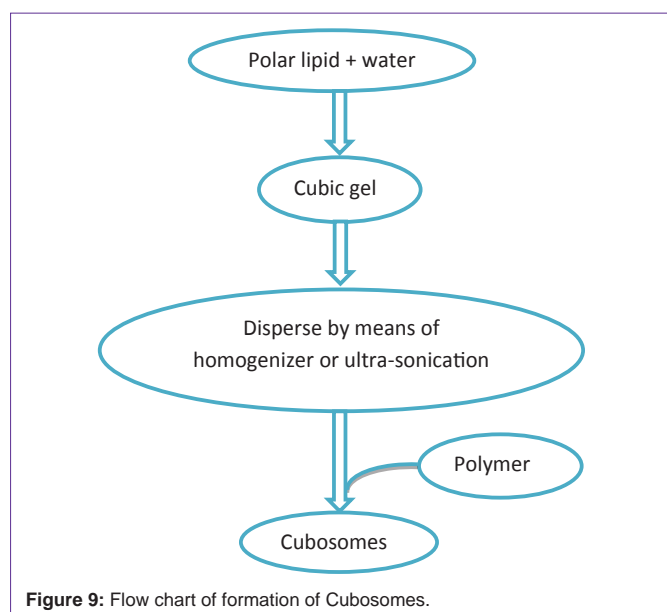 Polar lipid + water
Cubic gel
Disperse by means of
homogenizer or ultra-sonication
Polymer
Cubosomes
Figure 9: Flow chart of formation of Cubosomes.